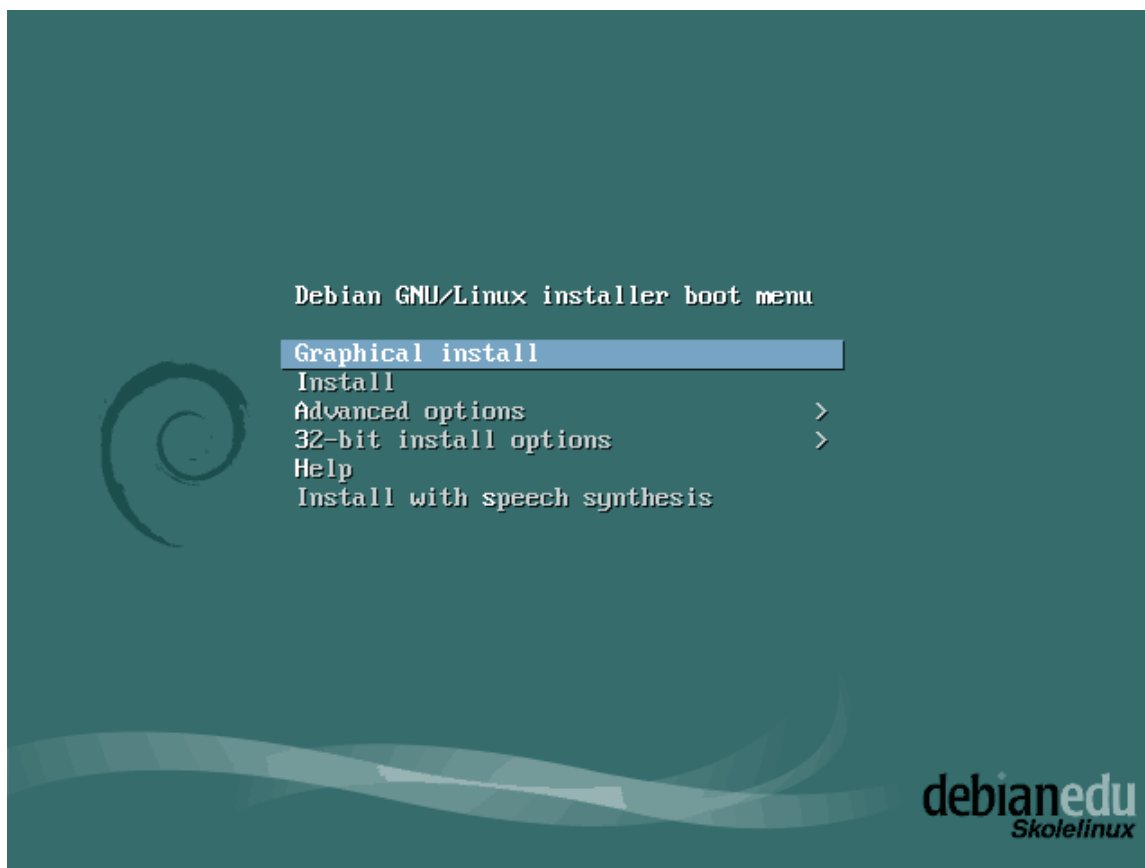 Debian GNU/Linux installer boot menu
Graphical install
Install
Advanced options >
32-bit install options >
Help
Install with speech synthesis
debianedu
Skolelinux